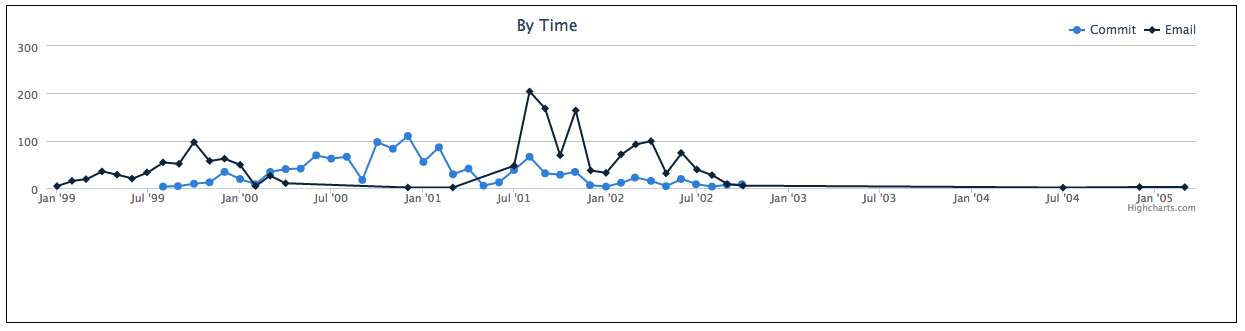 By Time
Commit Email
300
200
100
0
Jan '99 Jul '99 Jan '00 Jul '00 Jan '01 Jul '01 Jan '02 Jul '02 Jan '03 Jul '03 Jan '04 Jul '04 Jan '05
Highcharts.com